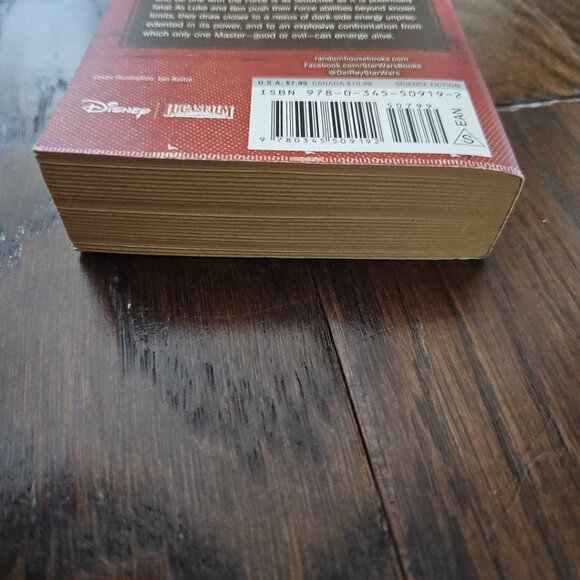 and be one with the Force is as seductive as it is potentially
fatal. As Luke and Ben push their Force abilities beyond known
limits, they draw closer to a nexus of dark-side energy unprec-
edented in its power, and to an explosive confrontation from
which only one Master—good or evil—can emerge alive.
randomhousebooks.com
Facebook.com/StarWarsBooks
@DelReyStarWars
Cover illustration: Ian Keltie
Disney | LUCASFILM
U.S.A. $7.99 CANADA $10.99 SCIENCE FICTION
ISBN 978-0-345-50919-2
50799
9 780345 509192
S EAN